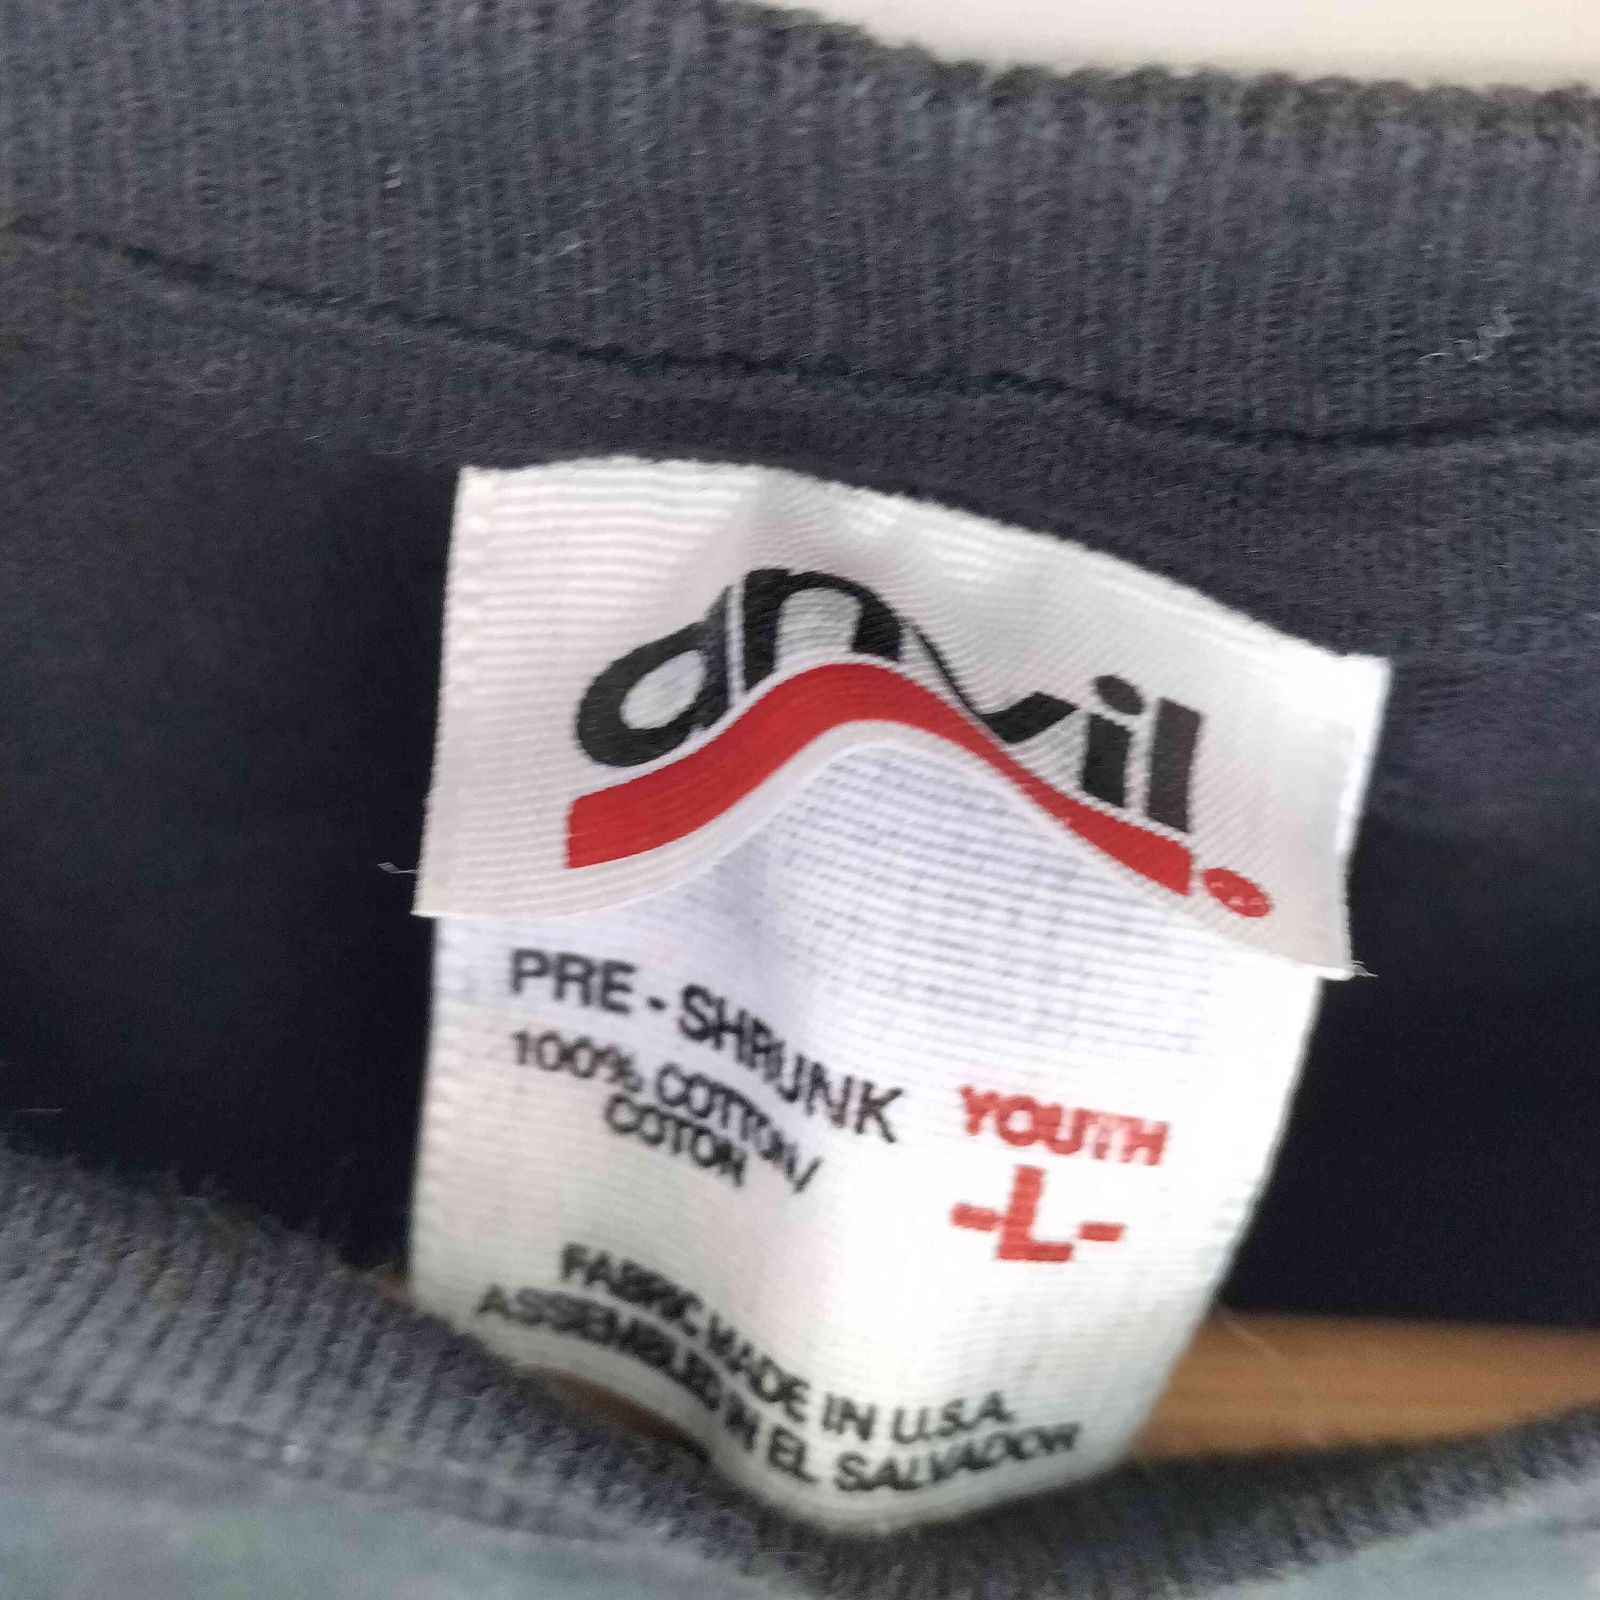 anvil®
PRE-SHRUNK
100% COTTON/
COTON
YOUTH
-L-
FABRIC MADE IN U.S.A.
ASSEMBLED IN EL SALVADOR